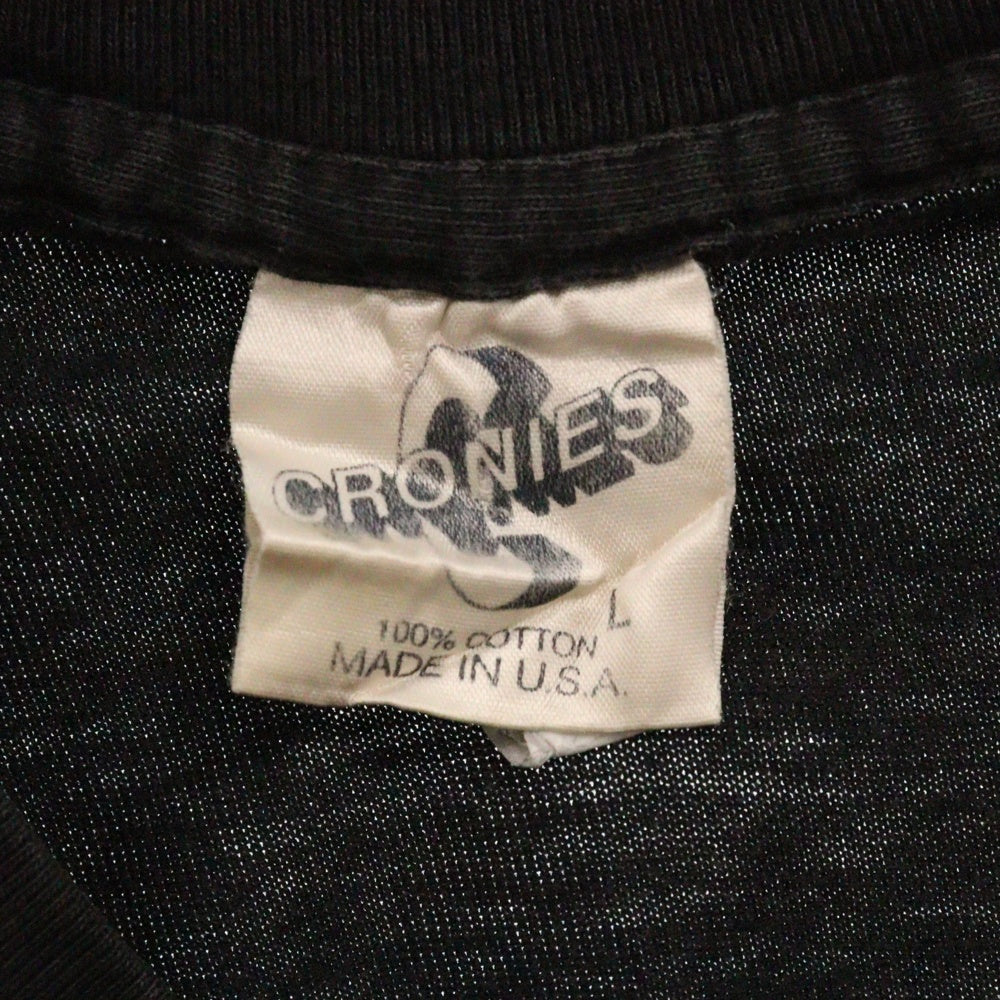 CRONIES
L
100% COTTON
MADE IN U.S.A.